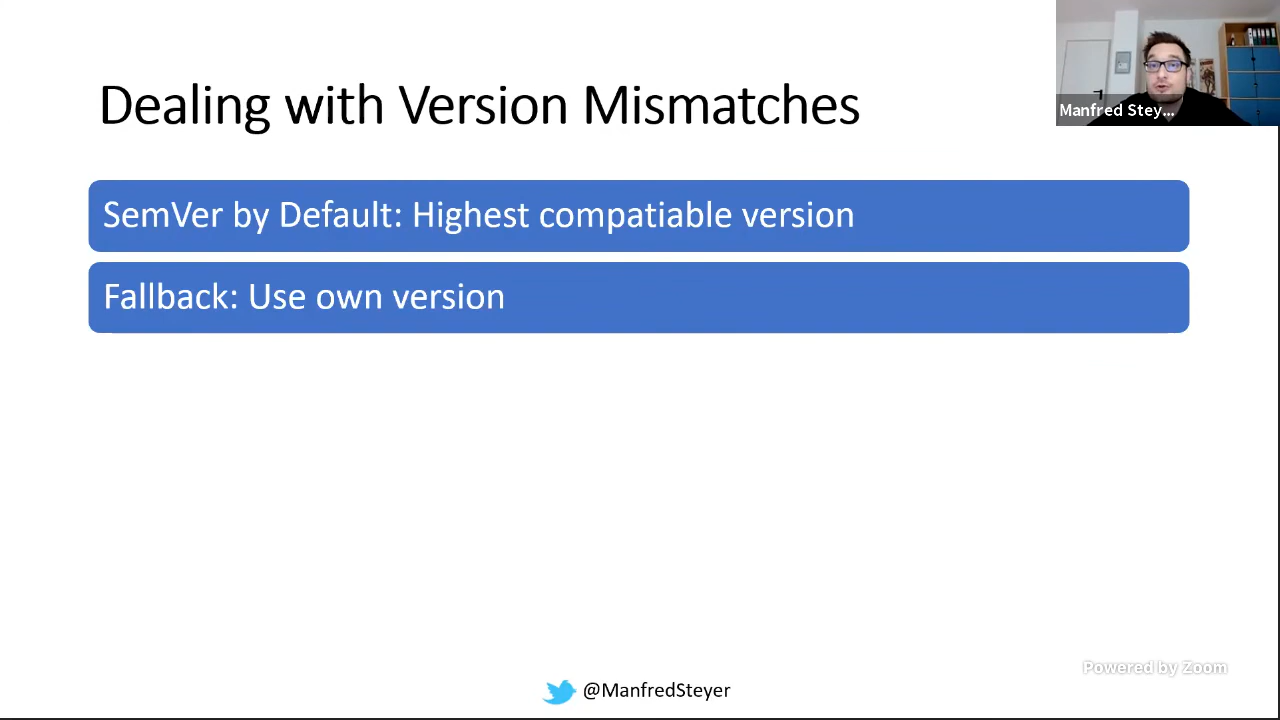 Dealing with Version Mismatches
Manfred Stey...
SemVer by Default: Highest compatiable version
Fallback: Use own version
Powered by Zoom
@ManfredSteyer